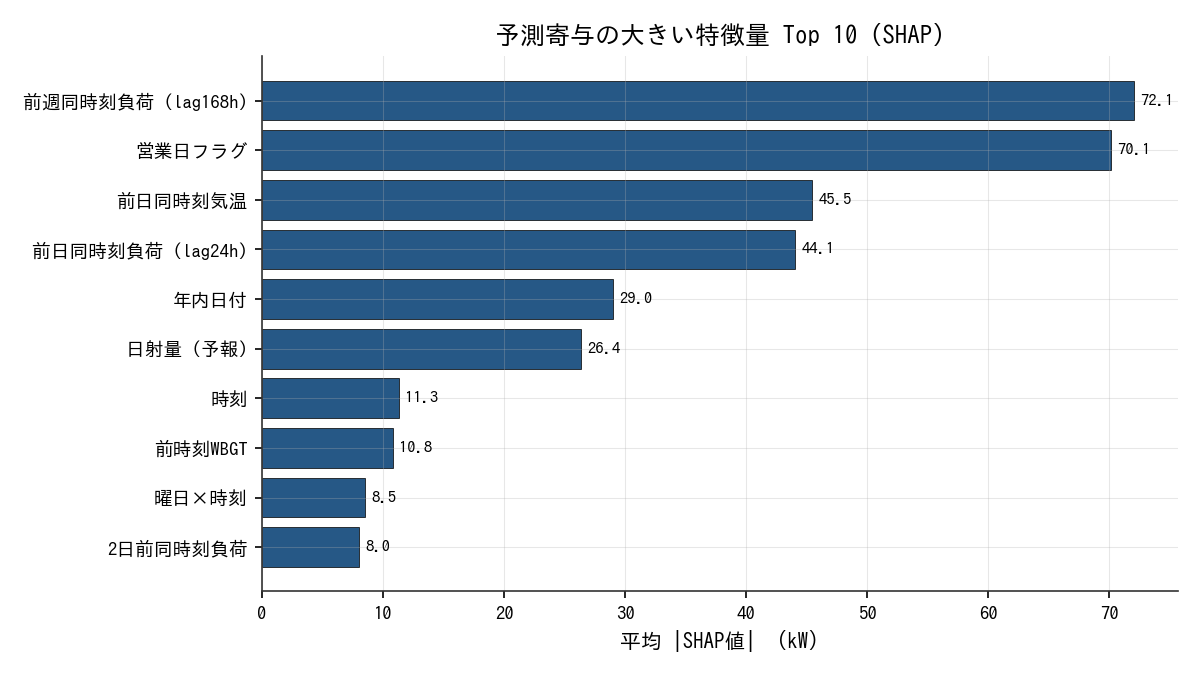 予測寄与の大きい特徴量 Top 10 (SHAP)
前週同時刻負荷 (lag168h) 72.1
営業日フラグ 70.1
前日同時刻気温 45.5
前日同時刻負荷 (lag24h) 44.1
年内日付 29.0
日射量 (予報) 26.4
時刻 11.3
前時刻WBGT 10.8
曜日×時刻 8.5
2日前同時刻負荷 8.0
0 10 20 30 40 50 60 70
平均 |SHAP値| (kW)